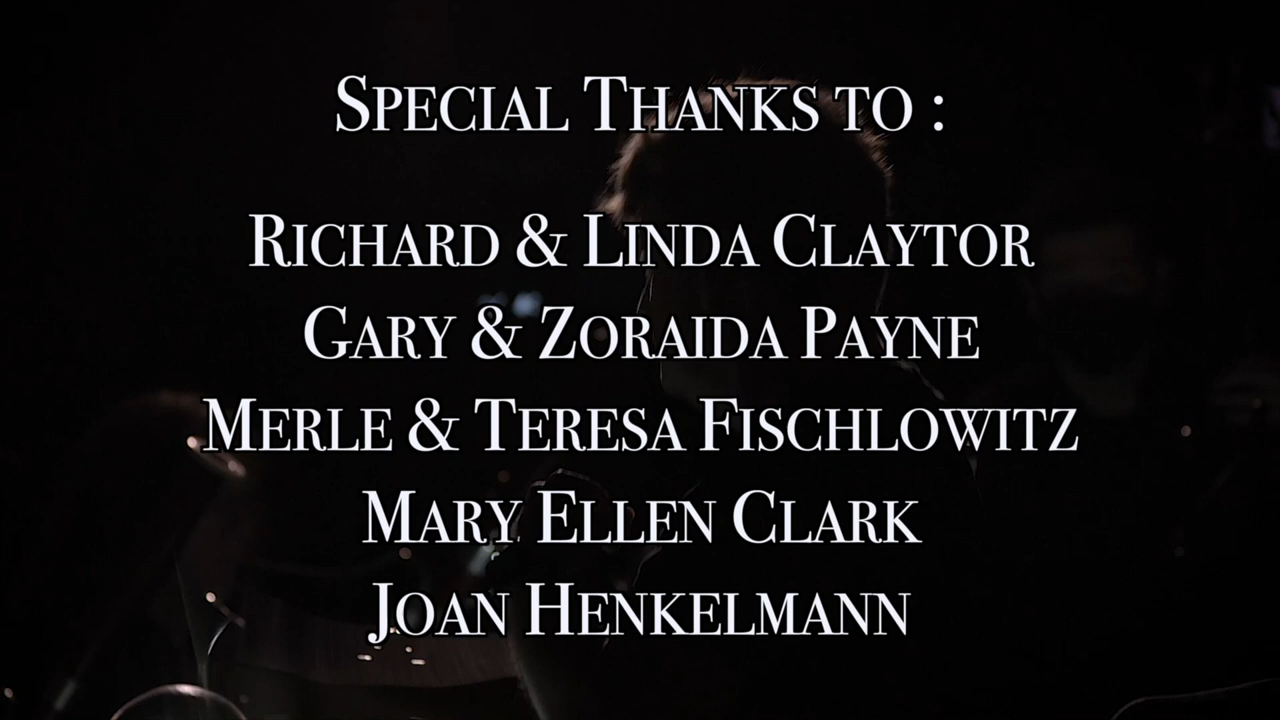 Special Thanks to :
Richard & Linda Claytor
Gary & Zoraida Payne
Merle & Teresa Fischlowitz
Mary Ellen Clark
Joan Henkelmann